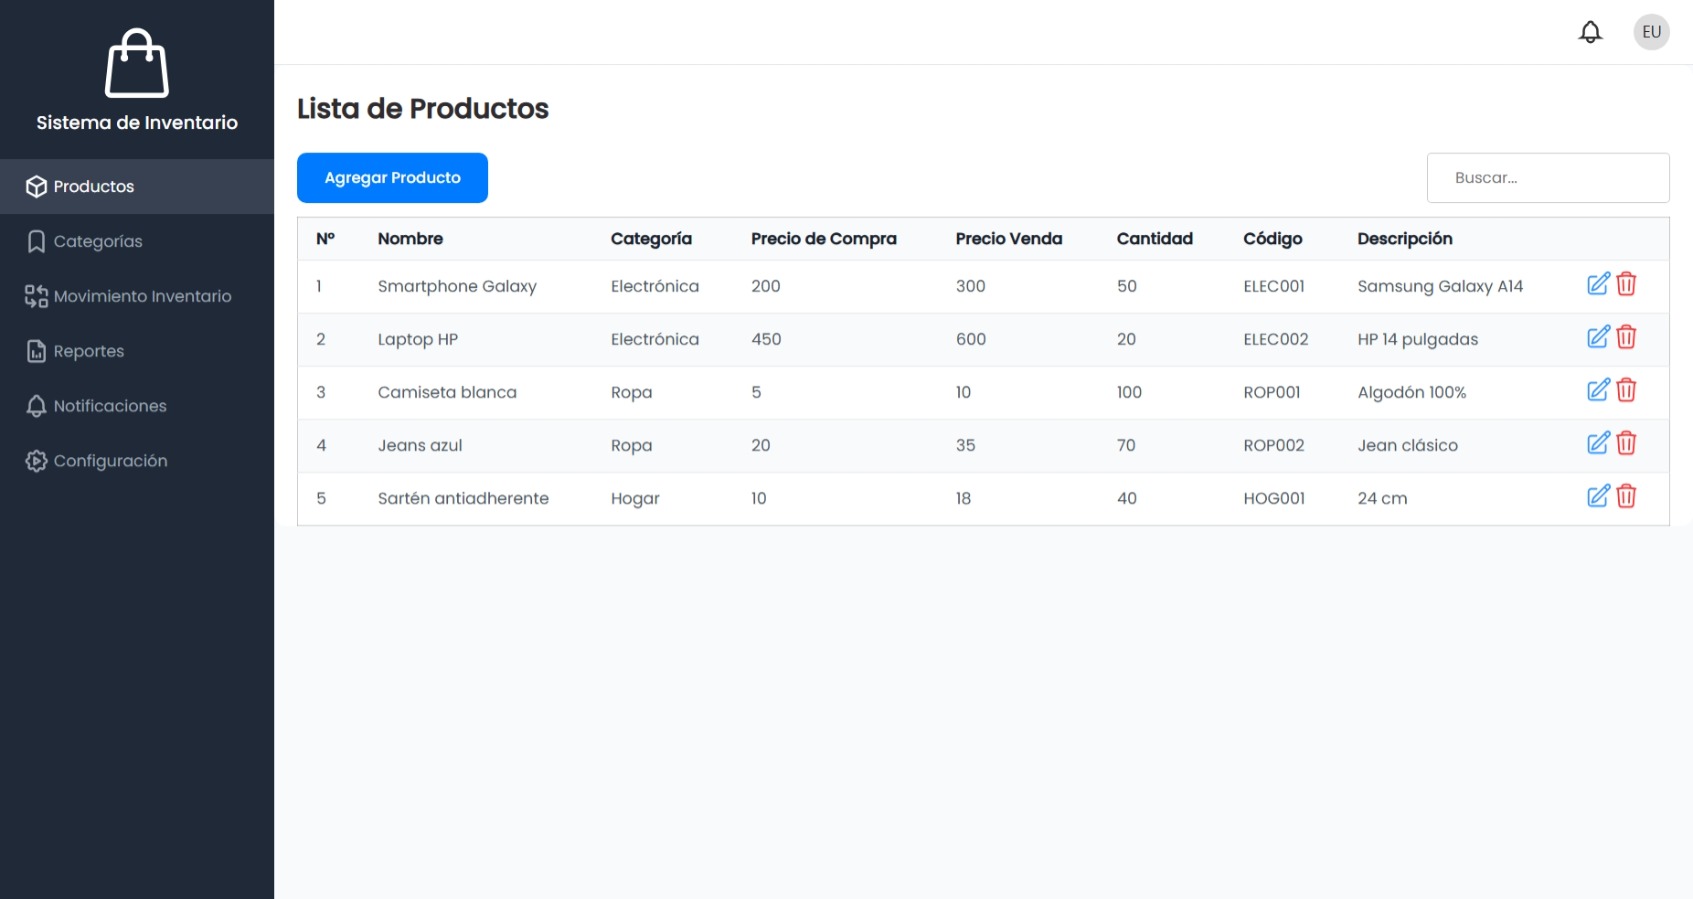 EU
Sistema de Inventario
Productos
Categorías
Movimiento Inventario
Reportes
Notificaciones
Configuración
Lista de Productos
Agregar Producto
Buscar...
Nº Nombre Categoría Precio de Compra Precio Venda Cantidad Código Descripción
1 Smartphone Galaxy Electrónica 200 300 50 ELEC001 Samsung Galaxy A14
2 Laptop HP Electrónica 450 600 20 ELEC002 HP 14 pulgadas
3 Camiseta blanca Ropa 5 10 100 ROP001 Algodón 100%
4 Jeans azul Ropa 20 35 70 ROP002 Jean clásico
5 Sartén antiadherente Hogar 10 18 40 HOG001 24 cm